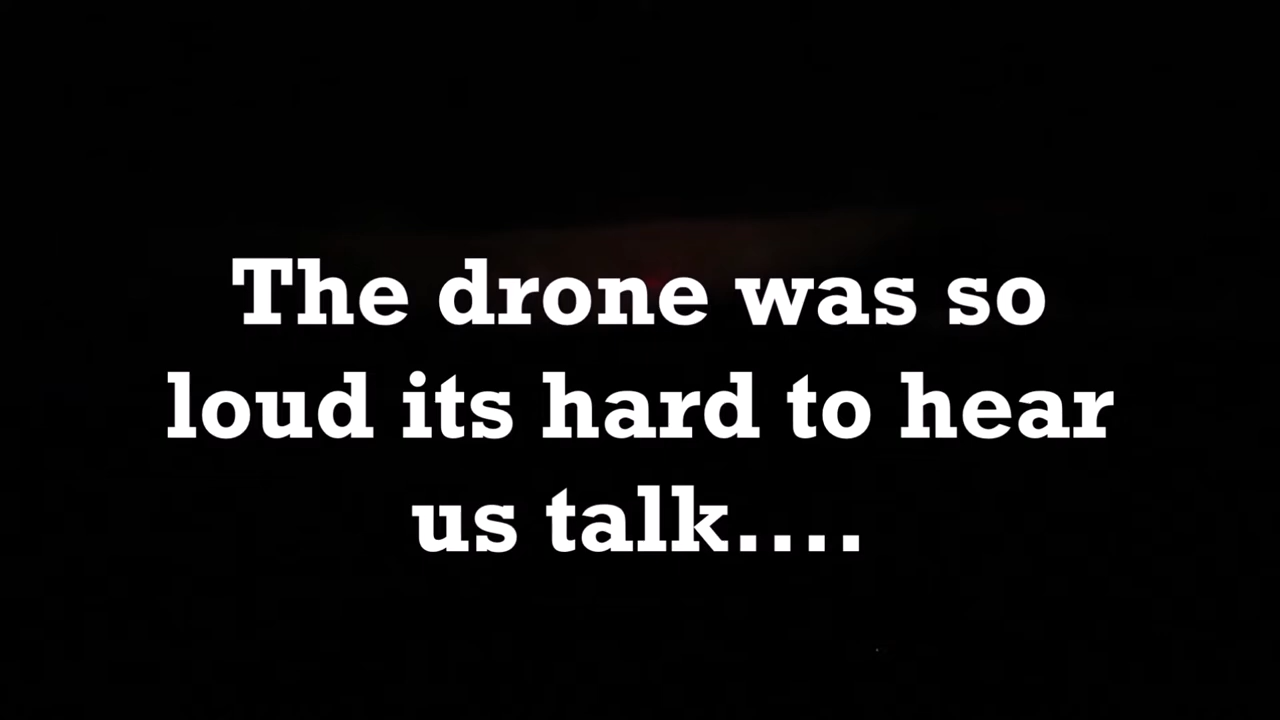 The drone was so
loud its hard to hear
us talk....